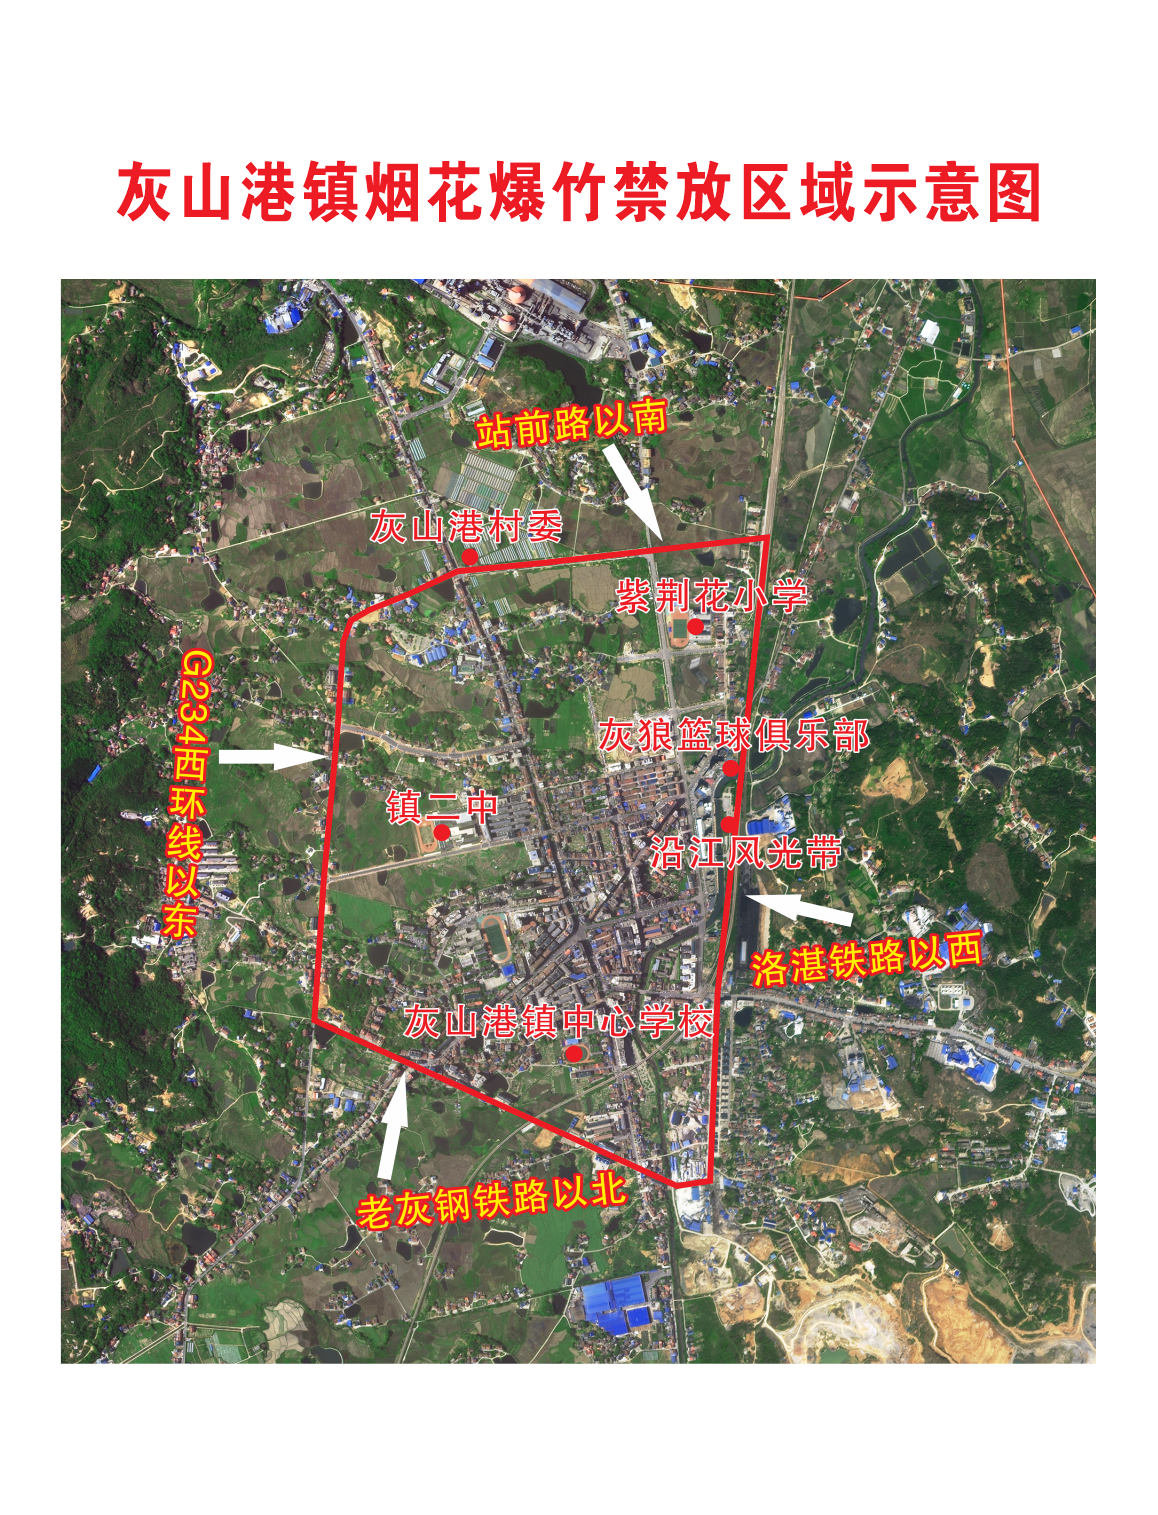 灰山港镇烟花爆竹禁放区域示意图
站前路以南
灰山港村委
紫荆花小学
G234西环线以东
灰狼篮球俱乐部
镇二中
沿江风光带
洛湛铁路以西
灰山港镇中心学校
老灰钢铁路以北